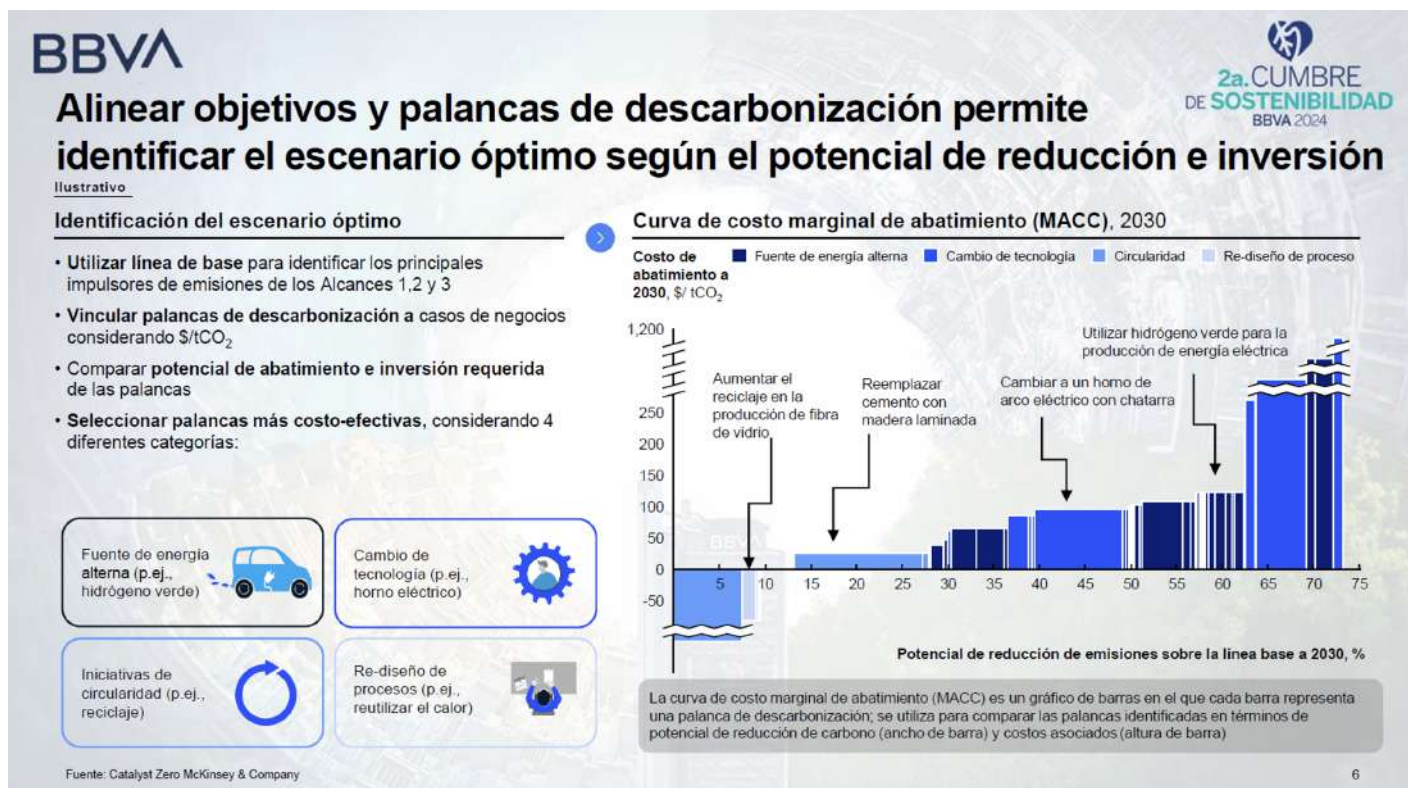 BBVA
2a.CUMBRE
DE SOSTENIBILIDAD
BBVA 2024
Alinear objetivos y palancas de descarbonización permite
identificar el escenario óptimo según el potencial de reducción e inversión
Ilustrativo
Identificación del escenario óptimo
• Utilizar línea de base para identificar los principales
impulsores de emisiones de los Alcances 1,2 y 3
• Vincular palancas de descarbonización a casos de negocios
considerando $/tCO₂
• Comparar potencial de abatimiento e inversión requerida
de las palancas
• Seleccionar palancas más costo-efectivas, considerando 4
diferentes categorías:
Fuente de energía
alterna (p.ej.,
hidrógeno verde)
Cambio de
tecnología (p.ej.,
horno eléctrico)
Iniciativas de
circularidad (p.ej.,
reciclaje)
Re-diseño de
procesos (p.ej.,
reutilizar el calor)
Curva de costo marginal de abatimiento (MACC), 2030
Costo de
abatimiento a
2030, $/ tCO₂
Fuente de energía alterna
Cambio de tecnología
Circularidad
Re-diseño de proceso
1,200
250
200
150
100
50
0
-50
Aumentar el
reciclaje en la
producción de fibra
de vidrio
Reemplazar
cemento con
madera laminada
Cambiar a un horno de
arco eléctrico con chatarra
Utilizar hidrógeno verde para la
producción de energía eléctrica
5 10 15 20 25 30 35 40 45 50 55 60 65 70 75
Potencial de reducción de emisiones sobre la línea base a 2030, %
La curva de costo marginal de abatimiento (MACC) es un gráfico de barras en el que cada barra representa
una palanca de descarbonización; se utiliza para comparar las palancas identificadas en términos de
potencial de reducción de carbono (ancho de barra) y costos asociados (altura de barra)
Fuente: Catalyst Zero McKinsey & Company
6